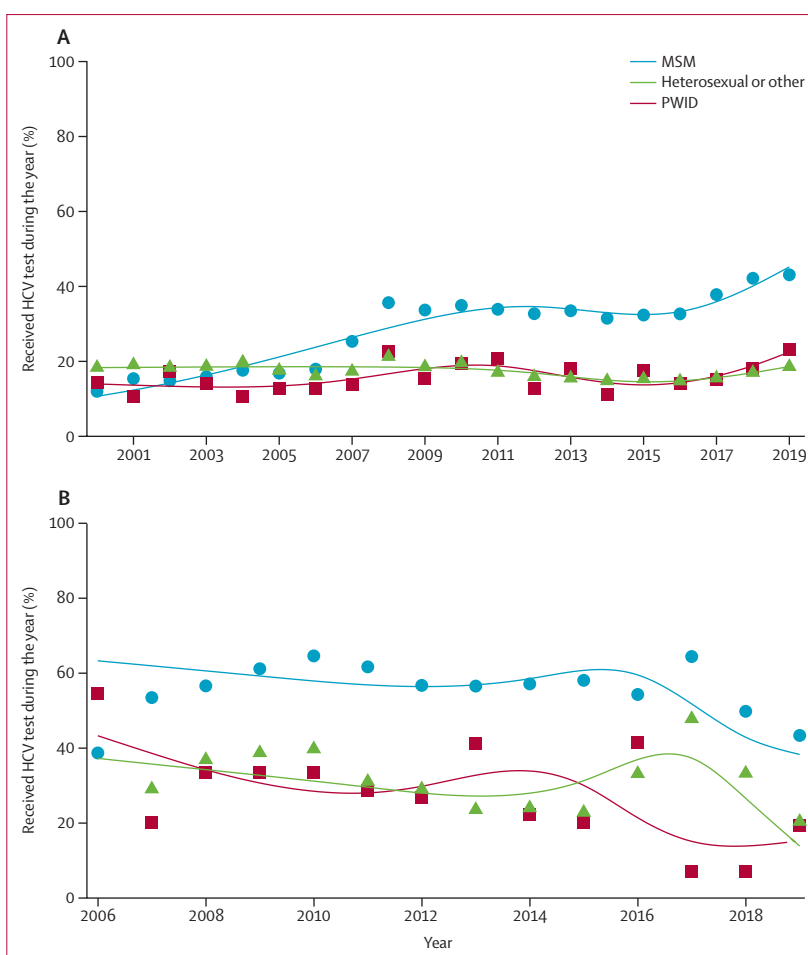 A
100
80
60
40
20
0
Received HCV test during the year (%)
MSM
Heterosexual or other
PWID
2001 2003 2005 2007 2009 2011 2013 2015 2017 2019
B
100
80
60
40
20
0
Received HCV test during the year (%)
2006 2008 2010 2012 2014 2016 2018
Year